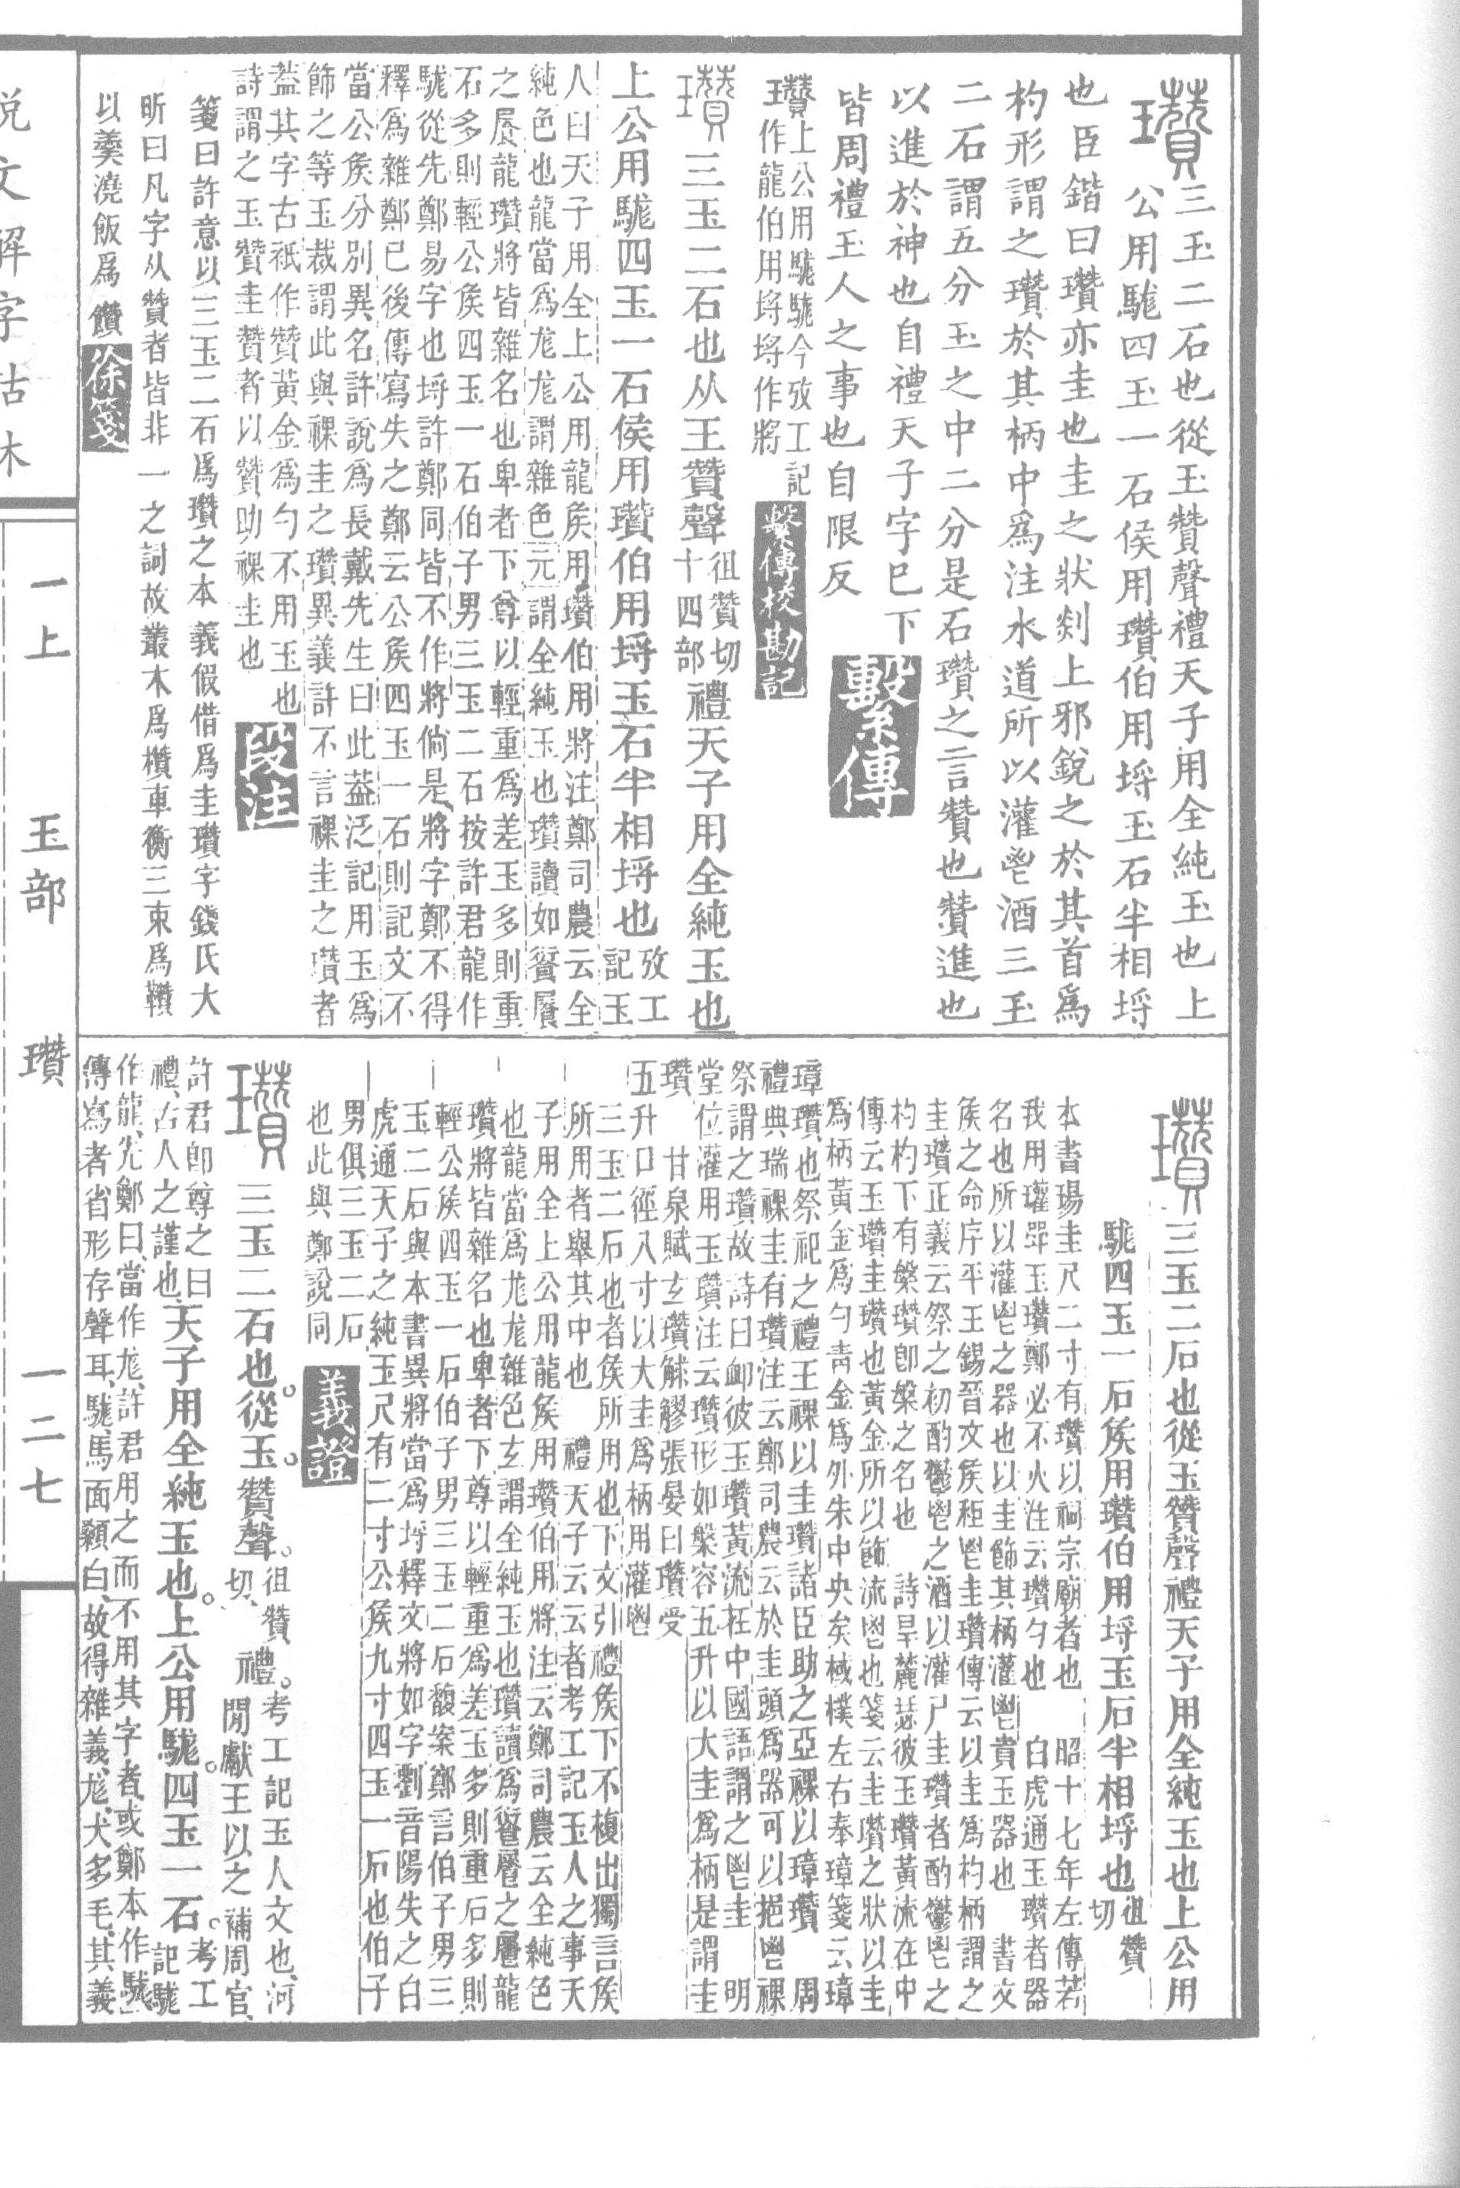 瓚三玉二石也從玉贊聲禮天子用全純玉也上
公用駹四玉一石侯用瓚伯用埒玉石半相埒
也臣鍇曰瓚亦圭也圭之狀剡上邪銳之於其首爲
杓形謂之瓚於其柄中爲注水道所以灌鬯酒三玉
二石謂五分玉之中二分是石瓚之言贊也贊進也
以進於神也自禮天子字巳下
皆周禮玉人之事也自限反
繫傳
瓚上公用駹駹今攷工記
作龍伯用埒埒作將
繫傳校勘記
瓚三玉二石也从王贊聲徂贊切
十四部禮天子用全純玉也
上公用駹四玉一石侯用瓚伯用埒玉石半相埒也攷工
記玉
人曰天子用全上公用龍矦用瓚伯用將注鄭司農云全
純色也龍當爲尨尨謂雜色元謂全純玉也瓚讀如餐㞡
之㞡龍瓚將皆雜名也卑者下尊以輕重爲差玉多則重
石多則輕公矦四玉一石伯子男三玉二石按許君龍作
駹從先鄭易字也埒許鄭同皆不作將倘是將字鄭不得
釋爲雜鄭巳後傳寫失之鄭云公矦四玉一石則記文不
當公矦分別異名許說爲長戴先生曰此葢泛記用玉爲
飾之等玉裁謂此與祼圭之瓚異義許不言祼圭之瓚者
葢其字古衹作贊黃金爲勺不用玉也
詩謂之玉贊圭贊者以贊助祼圭也
段注
箋曰許意以三玉二石爲瓚之本義假借爲圭瓚字錢氏大
昕曰凡字从贊者皆非一之詞故叢木爲欑車衡三束爲䡽
以羹澆飯爲饡
徐箋
瓚三玉二石也從玉贊聲禮天子用全純玉也上公用
駹四玉一石矦用瓚伯用埒玉石半相埒也徂贊
切
本書瑒圭尺二寸有瓚以祠宗廟者也 昭十七年左傳若
我用瓘斝玉瓚鄭必不火注云瓚勺也 白虎通玉瓚者器
名也所以灌鬯之器也以圭飾其柄灌鬯貴玉器也 書文
矦之命序平王錫晉文矦秬鬯圭瓚傳云以圭爲杓柄謂之
圭瓚正義云祭之初酌鬱鬯之酒以灌尸圭瓚者酌鬱鬯之
杓杓下有槃瓚卽槃之名也 詩旱麓瑟彼玉瓚黃流在中
傳云玉瓚圭瓚也黃金所以飾流鬯也箋云圭瓚之狀以圭
爲柄黃金爲勺靑金爲外朱中央矣棫樸左右奉璋箋云璋
璋瓚也祭祀之禮王祼以圭瓚諸臣助之亞祼以璋瓚 周
禮典瑞祼圭有瓚注云鄭司農云於圭頭爲器可以挹鬯祼
祭謂之瓚故詩曰卹彼玉瓚黃流在中國語謂之鬯圭 明
堂位灌用玉瓚注云瓚形如槃容五升以大圭爲柄是謂圭
瓚 甘泉賦玄瓚觩䚧張晏曰瓚受
五升口徑八寸以大圭爲柄用灌鬯
三玉二石也者矦所用也下文引禮矦下不複出獨言矦
所用者舉其中也 禮天子云云者考工記玉人之事天
子用全上公用龍矦用瓚伯用將注云鄭司農云全純色
也龍當爲尨尨雜色玄謂全純玉也瓚讀爲餐㞡之㞡龍
瓚將皆雜名也卑者下尊以輕重爲差玉多則重石多則
輕公矦四玉一石伯子男三玉二石馥案鄭言伯子男三
玉二石與本書異將當爲埒釋文將如字劉音陽失之白
虎通天子之純玉尺有二寸公矦九寸四玉一石也伯子
男俱三玉二石
也此與鄭說同
義證
瓚三玉二石也。從玉。贊聲。徂贊
切、禮。考工記玉人文也、河
閒獻王以之補周官、
許君卽尊之曰
禮、古人之謹也、天子用全純玉也。上公用駹。四玉一石。考工
記駹
作龍、先鄭曰、當作尨、許君用之而不用其字者、或鄭本作駹、
傳寫者省形存聲耳、駹、馬面顙白、故得雜義、尨、犬多毛、其義
說文解字詁林
一上 玉部 瓚 一二七